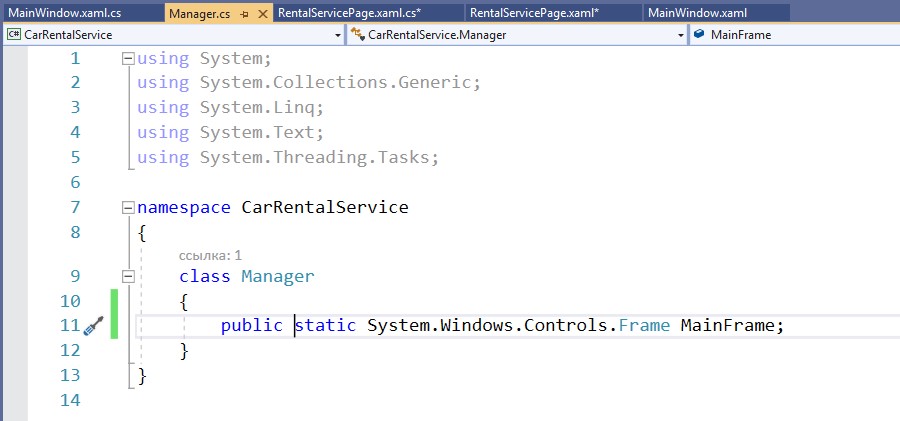 MainWindow.xaml.cs Manager.cs RentalServicePage.xaml.cs* RentalServicePage.xaml* MainWindow.xaml
C# CarRentalService CarRentalService.Manager MainFrame
1 using System;
2 using System.Collections.Generic;
3 using System.Linq;
4 using System.Text;
5 using System.Threading.Tasks;
6
7 namespace CarRentalService
8 {
ссылка: 1
9 class Manager
10 {
11 public static System.Windows.Controls.Frame MainFrame;
12 }
13 }
14